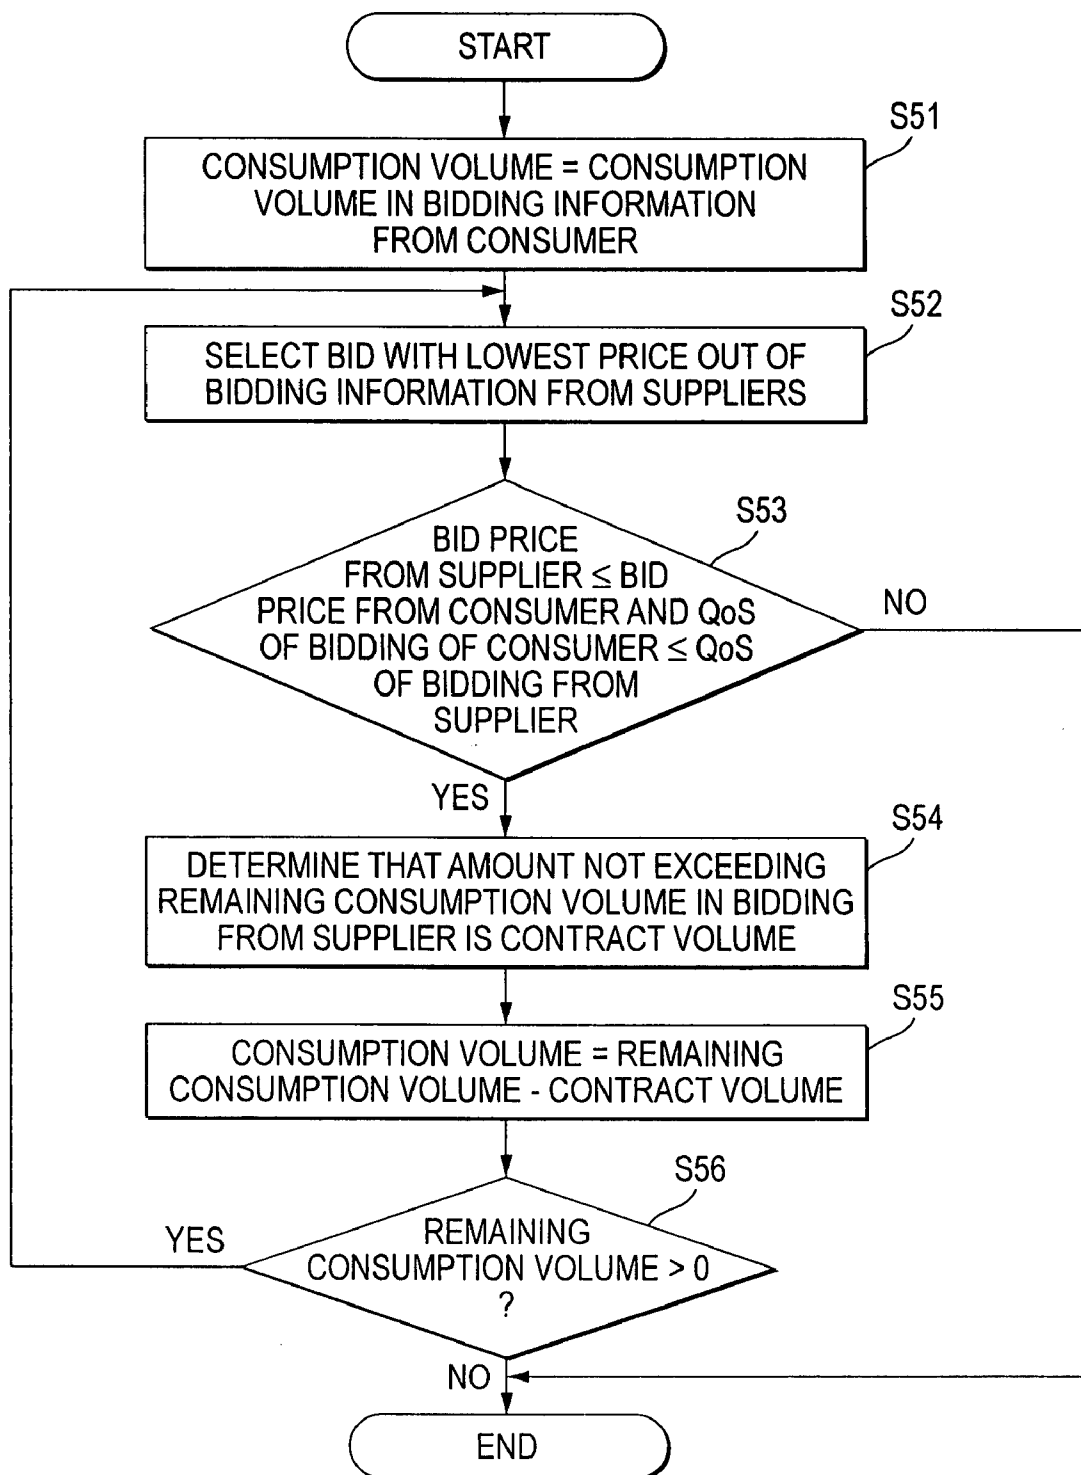 START
S51
CONSUMPTION VOLUME = CONSUMPTION
VOLUME IN BIDDING INFORMATION
FROM CONSUMER
S52
SELECT BID WITH LOWEST PRICE OUT OF
BIDDING INFORMATION FROM SUPPLIERS
S53
BID PRICE
FROM SUPPLIER ≤ BID
PRICE FROM CONSUMER AND QoS
OF BIDDING OF CONSUMER ≤ QoS
OF BIDDING FROM
SUPPLIER
NO
YES
S54
DETERMINE THAT AMOUNT NOT EXCEEDING
REMAINING CONSUMPTION VOLUME IN BIDDING
FROM SUPPLIER IS CONTRACT VOLUME
S55
CONSUMPTION VOLUME = REMAINING
CONSUMPTION VOLUME - CONTRACT VOLUME
S56
YES
REMAINING
CONSUMPTION VOLUME > 0
?
NO
END